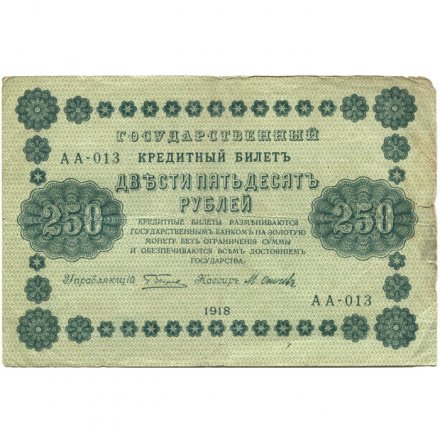 ГОСУДАРСТВЕННЫЙ
АА-013 КРЕДИТНЫЙ БИЛЕТЪ
ДВѢСТИ ПЯТЬДЕСЯТЬ
РУБЛЕЙ
250 250
КРЕДИТНЫЕ БИЛЕТЫ РАЗМѢНИВАЮТСЯ
ГОСУДАРСТВЕННЫМЪ БАНКОМЪ НА ЗОЛОТУЮ
МОНЕТУ БЕЗЪ ОГРАНИЧЕНІЯ СУММЫ
И ОБЕЗПЕЧИВАЮТСЯ ВСѢМЪ ДОСТОЯНІЕМЪ
ГОСУДАРСТВА.
Управляющій Кассиръ
АА-013
1918